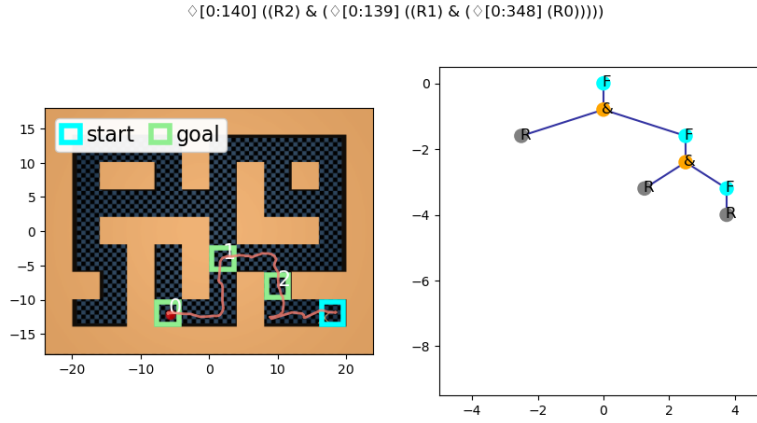 ♢[0:140] ((R2) & (♢[0:139] ((R1) & (♢[0:348] (R0)))))
start goal
15
10
5
0
−5
−10
−15
−20 −10 0 10 20
1
2
0
0
−2
−4
−6
−8
−4 −2 0 2 4
F
&
R F
&
R F
R